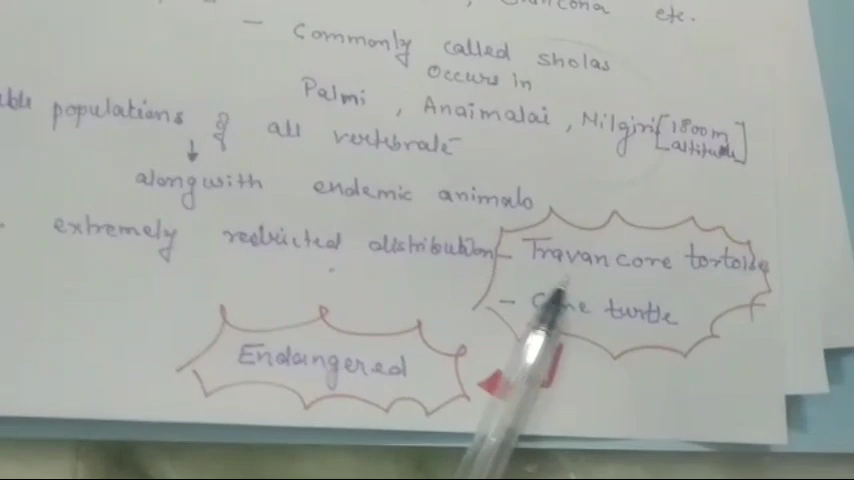 etc.
- Commonly called sholas
occurs in
Palmi, Anaimalai, Nilgiri [1800m altitude]
populations of all vertebrate
alongwith endemic animals
extremely restricted distribution
- Travancore tortoise
- turtle
Endangered